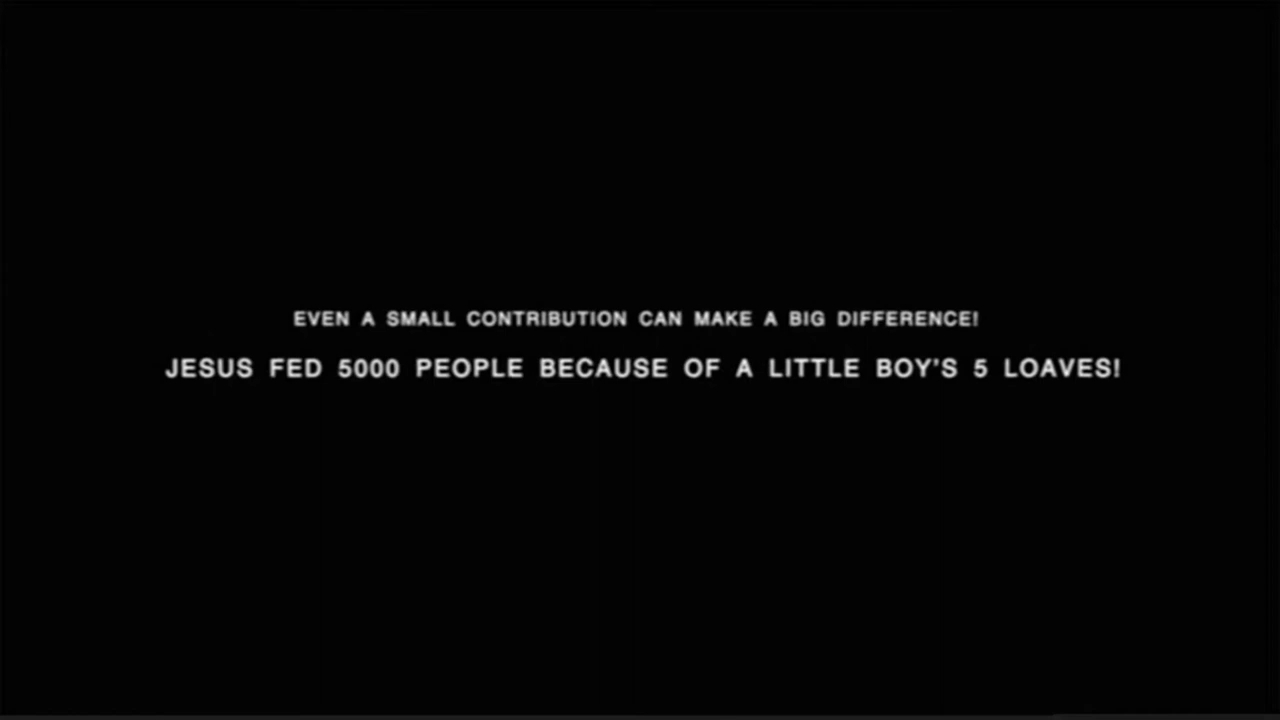 EVEN A SMALL CONTRIBUTION CAN MAKE A BIG DIFFERENCE!
JESUS FED 5000 PEOPLE BECAUSE OF A LITTLE BOY'S 5 LOAVES!